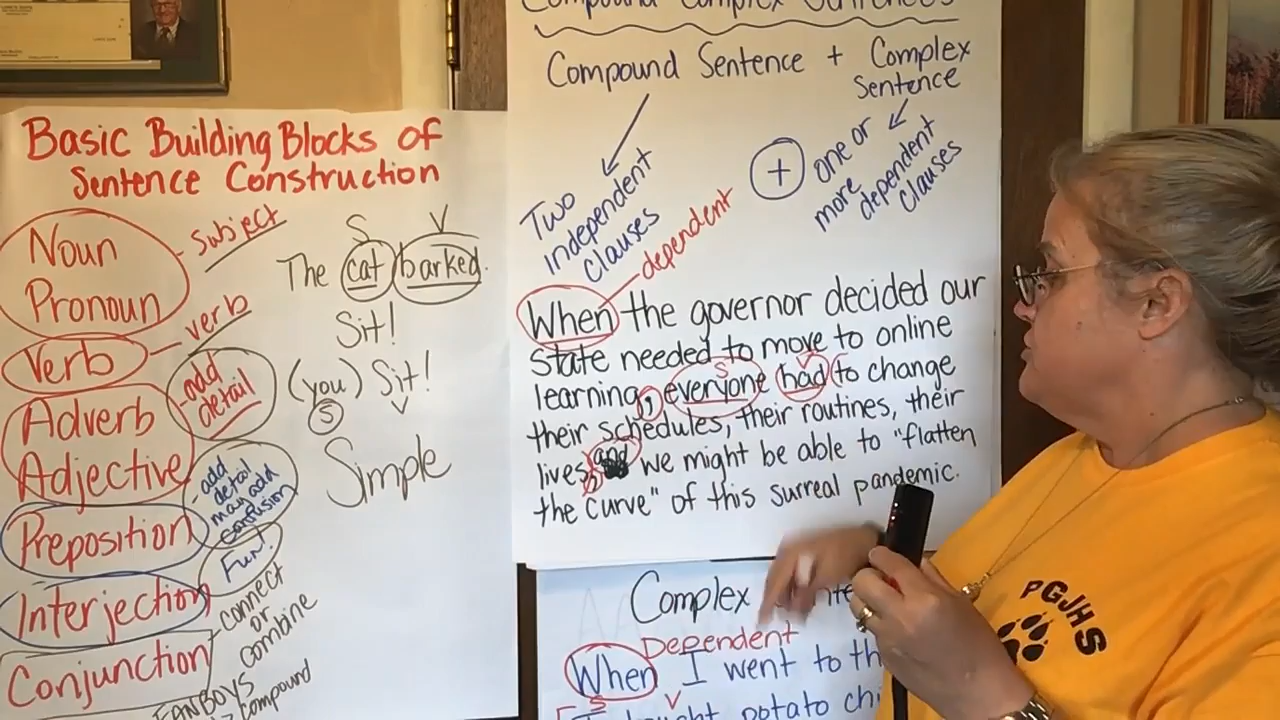 Compound Complex Sentences
Compound Sentence + Complex
Sentence
Two
independent
clauses
+
one or
more
dependent
clauses
dependent
When the governor decided our
state needed to move to online
S V
learning, everyone had to change
their schedules, their routines, their
lives, and we might be able to "flatten
the curve" of this surreal pandemic.
Basic Building Blocks of
Sentence Construction
Noun
Pronoun
- Subject
Verb
- verb
Adverb
Adjective
- add
detail
Preposition
- add
detail
may add
confusion
Interjection
Fun!
Conjunction
- connect
or
combine
FANBOYS
compound
S V
The cat barked.
Sit!
(you) Sit!
S V
Simple
Complex
Dependent
When I went to th
S V
potato chi
PGJHS